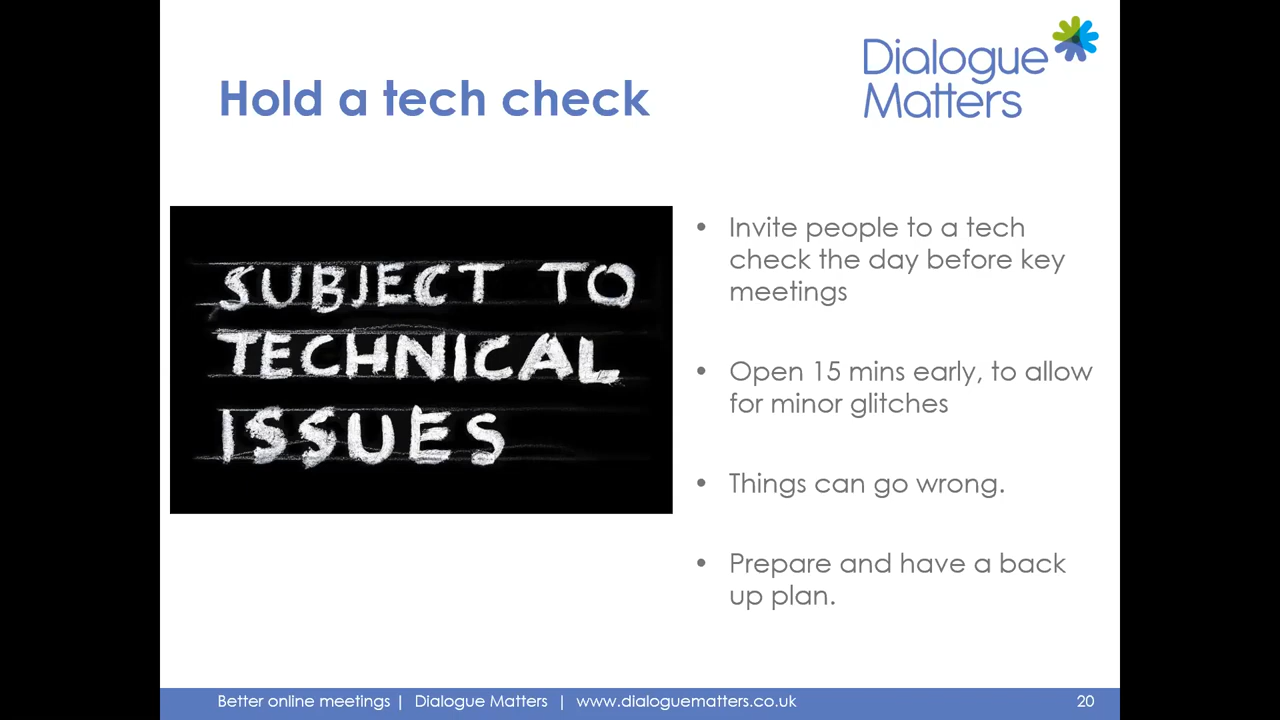 Hold a tech check
Dialogue
Matters
SUBJECT TO
TECHNICAL
ISSUES
• Invite people to a tech
check the day before key
meetings
• Open 15 mins early, to allow
for minor glitches
• Things can go wrong.
• Prepare and have a back
up plan.
Better online meetings | Dialogue Matters | www.dialoguematters.co.uk 20